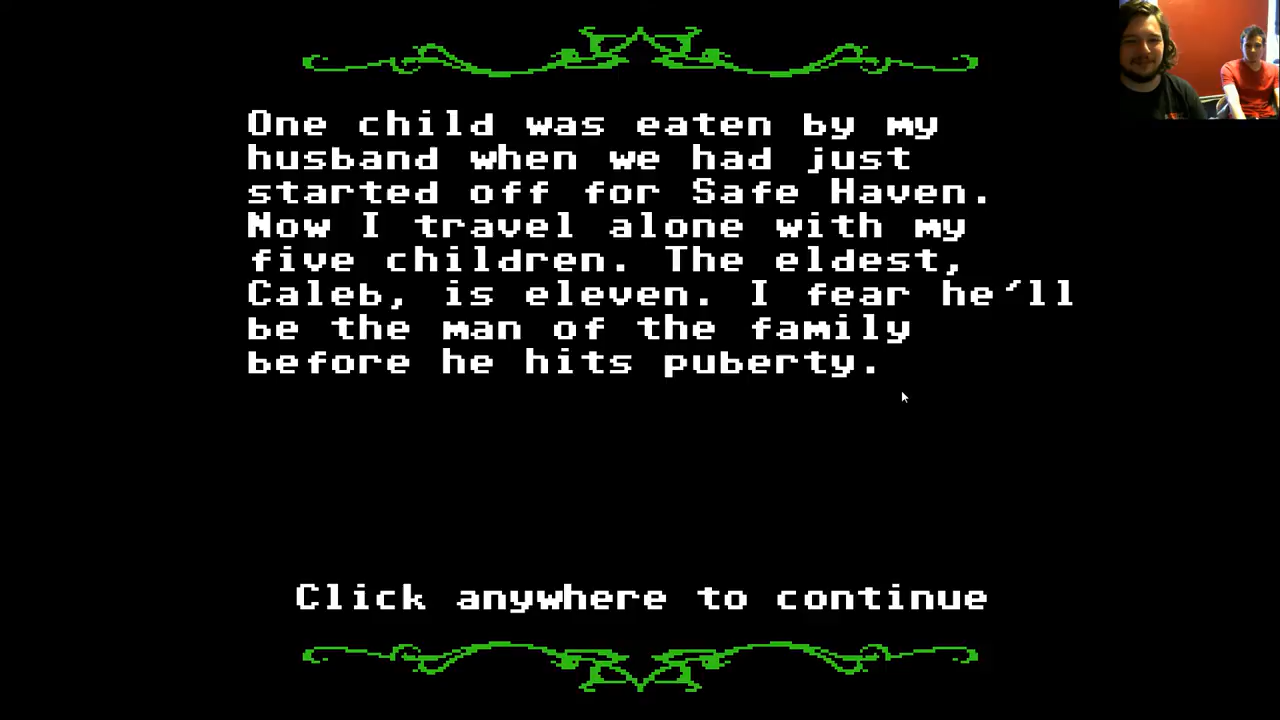 One child was eaten by my
husband when we had just
started off for Safe Haven.
Now I travel alone with my
five children. The eldest,
Caleb, is eleven. I fear he'll
be the man of the family
before he hits puberty.
Click anywhere to continue